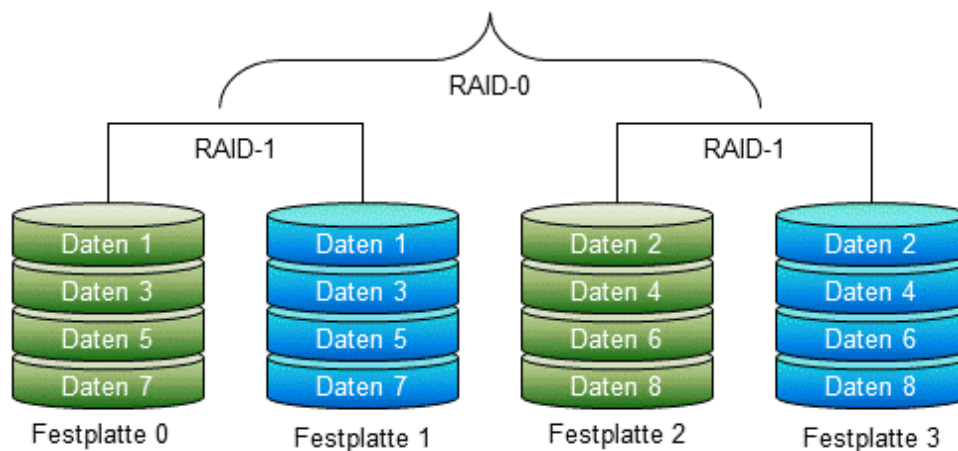 RAID-0
RAID-1
RAID-1
Daten 1
Daten 3
Daten 5
Daten 7
Festplatte 0
Daten 1
Daten 3
Daten 5
Daten 7
Festplatte 1
Daten 2
Daten 4
Daten 6
Daten 8
Festplatte 2
Daten 2
Daten 4
Daten 6
Daten 8
Festplatte 3